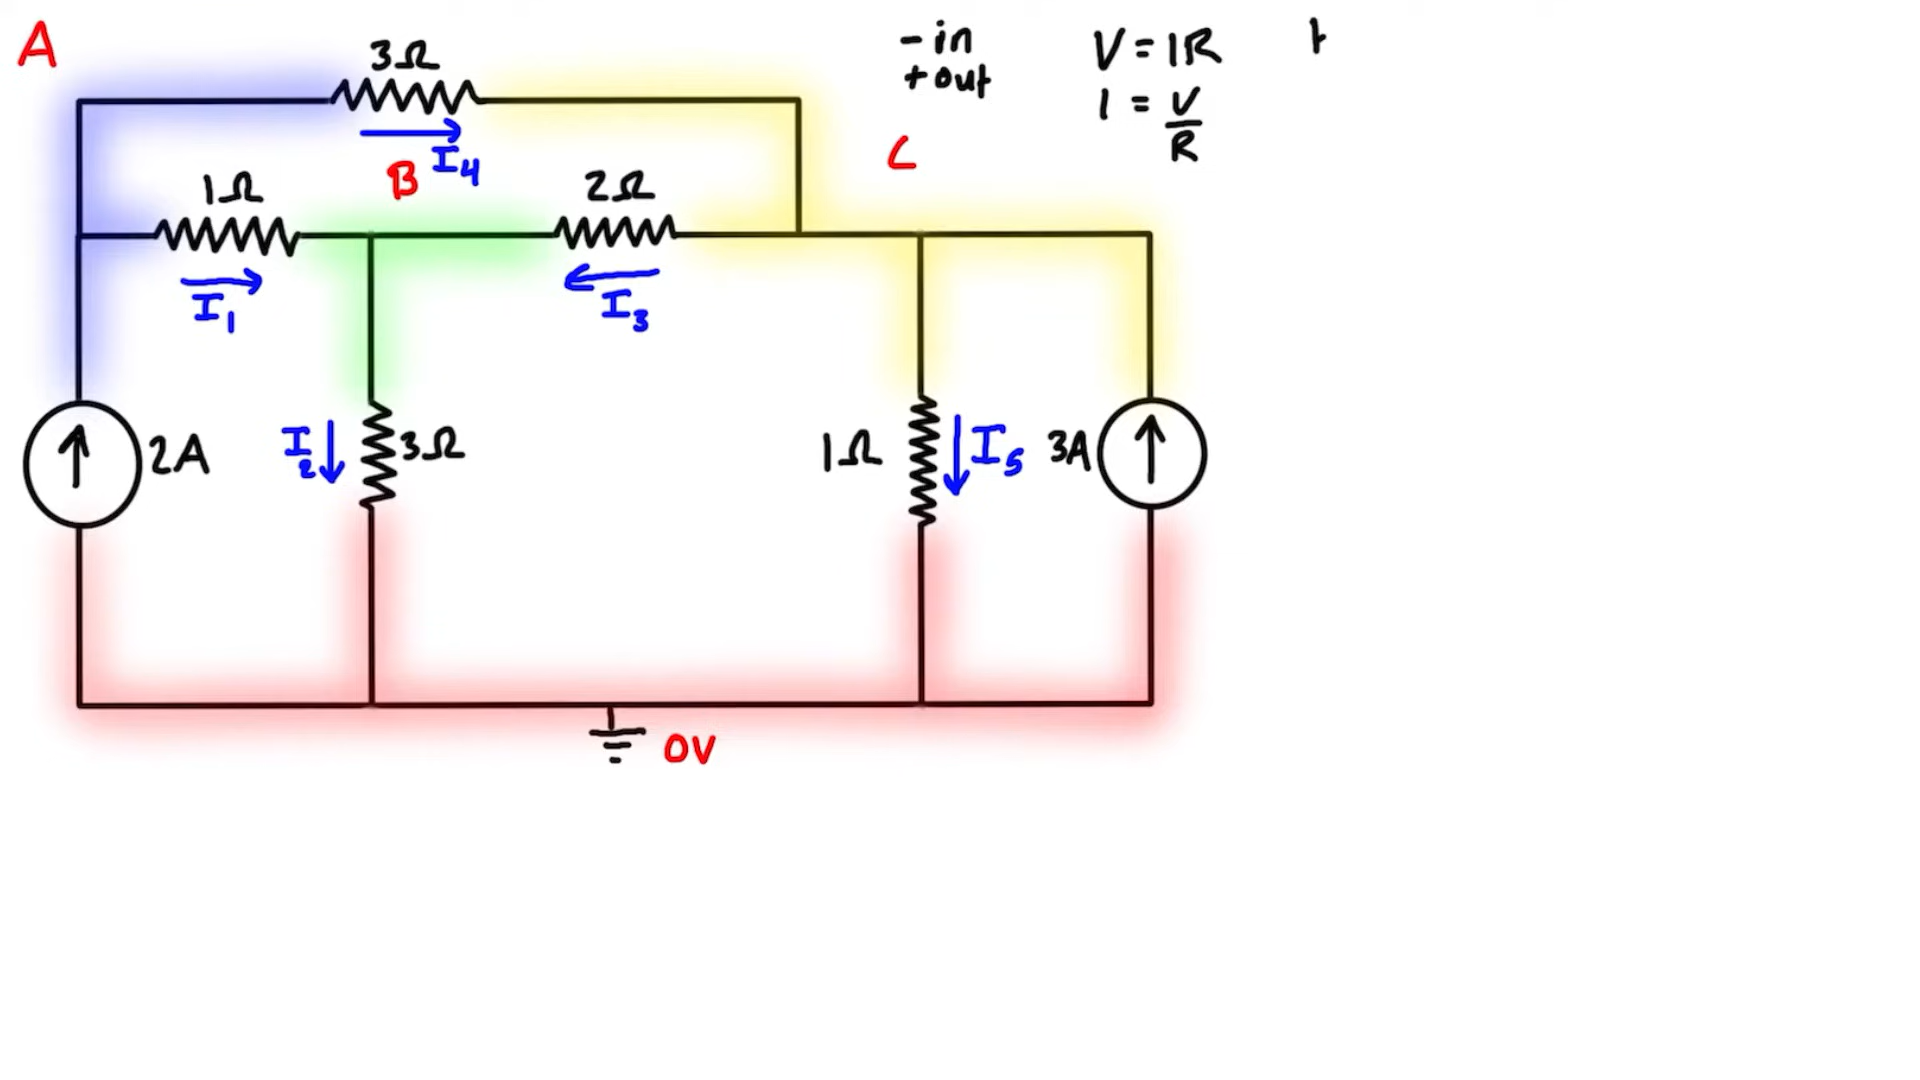 A
3Ω
-in
+out
V=IR
I = V/R
C
I4
B
1Ω
2Ω
I1
I3
2A
I2
3Ω
1Ω
I5
3A
0V